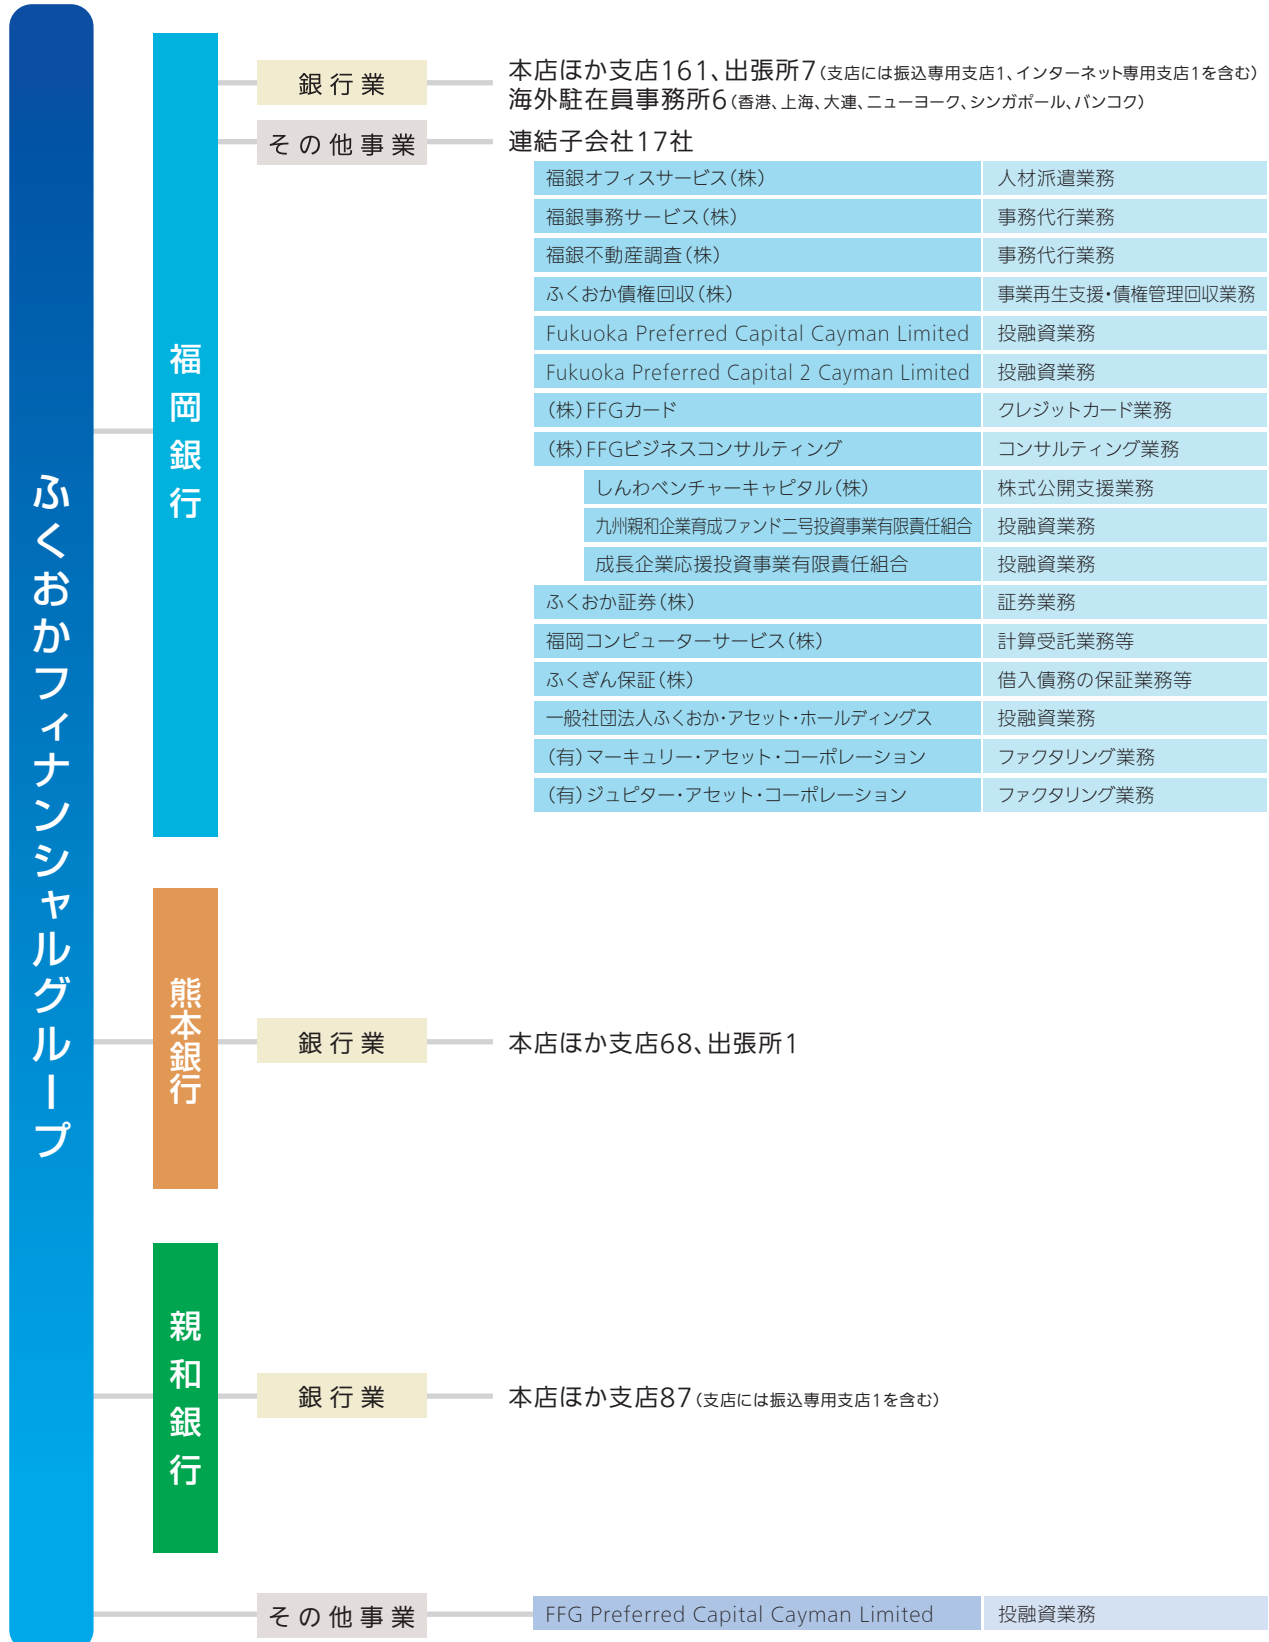 ふくおかフィナンシャルグループ
福岡銀行
銀行業
本店ほか支店161、出張所7（支店には振込専用支店1、インターネット専用支店1を含む）
海外駐在員事務所6（香港、上海、大連、ニューヨーク、シンガポール、バンコク）
その他事業
連結子会社17社
福銀オフィスサービス（株） 人材派遣業務
福銀事務サービス（株） 事務代行業務
福銀不動産調査（株） 事務代行業務
ふくおか債権回収（株） 事業再生支援・債権管理回収業務
Fukuoka Preferred Capital Cayman Limited 投融資業務
Fukuoka Preferred Capital 2 Cayman Limited 投融資業務
（株）FFGカード クレジットカード業務
（株）FFGビジネスコンサルティング コンサルティング業務
しんわベンチャーキャピタル（株） 株式公開支援業務
九州親和企業育成ファンド二号投資事業有限責任組合 投融資業務
成長企業応援投資事業有限責任組合 投融資業務
ふくおか証券（株） 証券業務
福岡コンピューターサービス（株） 計算受託業務等
ふくぎん保証（株） 借入債務の保証業務等
一般社団法人ふくおか・アセット・ホールディングス 投融資業務
（有）マーキュリー・アセット・コーポレーション ファクタリング業務
（有）ジュピター・アセット・コーポレーション ファクタリング業務
熊本銀行
銀行業
本店ほか支店68、出張所1
親和銀行
銀行業
本店ほか支店87（支店には振込専用支店1を含む）
その他事業
FFG Preferred Capital Cayman Limited 投融資業務